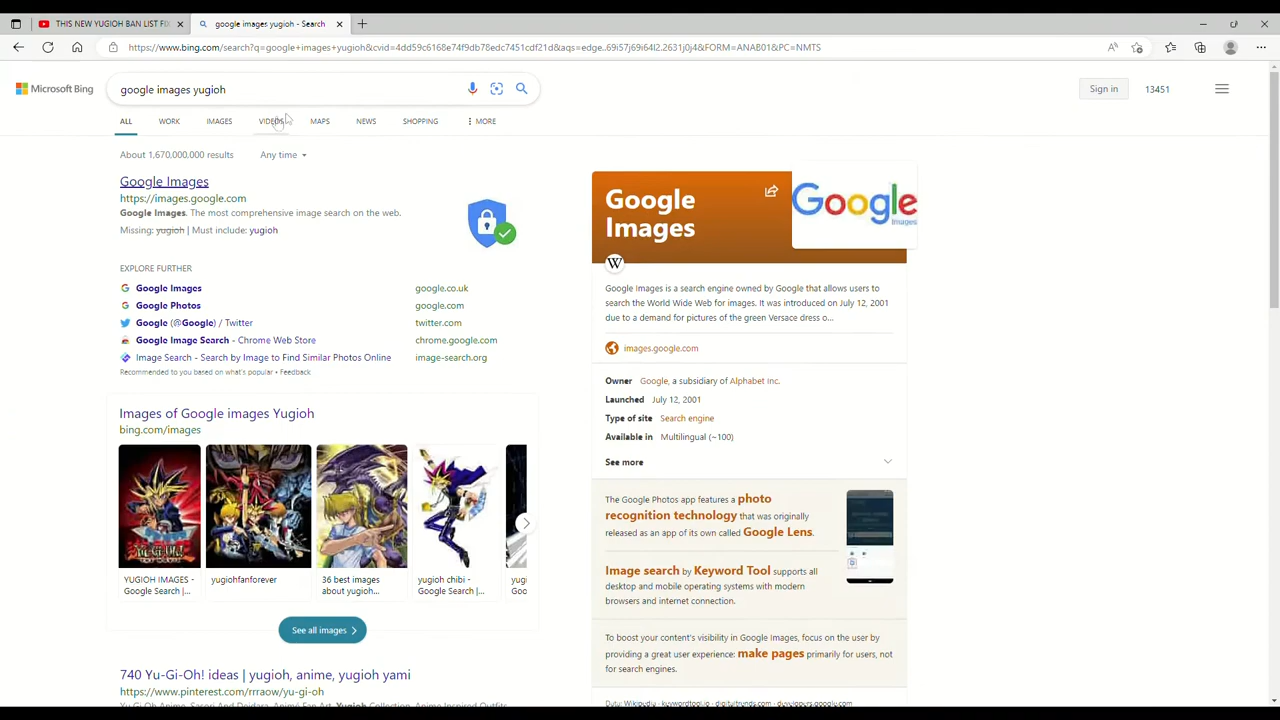 THIS NEW YUGIOH BAN LIST FI
google images yugioh - Search
https://www.bing.com/search?q=google+images+yugioh&cvid=4dd59c6168e74f9db78edc7451cdf21d&aqs=edge..69i57j69i64l2.2631j0j4&FORM=ANAB01&PC=NMTS
Microsoft Bing
google images yugioh
Sign in
13451
ALL WORK IMAGES VIDEOS MAPS NEWS SHOPPING MORE
About 1,670,000,000 results
Any time
Google Images
https://images.google.com
Google Images. The most comprehensive image search on the web.
Missing: yugioh | Must include: yugioh
EXPLORE FURTHER
Google Images google.co.uk
Google Photos google.com
Google (@Google) / Twitter twitter.com
Google Image Search - Chrome Web Store chrome.google.com
Image Search - Search by Image to Find Similar Photos Online image-search.org
Recommended to you based on what's popular • Feedback
Images of Google images Yugioh
bing.com/images
YUGIOH IMAGES -
Google Search |...
yugiohfanforever
36 best images
about yugioh...
yugioh chibi -
Google Search |...
yugi
Goo
See all images
740 Yu-Gi-Oh! ideas | yugioh, anime, yugioh yami
https://www.pinterest.com/rrraow/yu-gi-oh
Google
Images
Google
Images
W
Google Images is a search engine owned by Google that allows users to
search the World Wide Web for images. It was introduced on July 12, 2001
due to a demand for pictures of the green Versace dress o...
images.google.com
Owner Google, a subsidiary of Alphabet Inc.
Launched July 12, 2001
Type of site Search engine
Available in Multilingual (~100)
See more
The Google Photos app features a photo
recognition technology that was originally
released as an app of its own called Google Lens.
Image search by Keyword Tool supports all
desktop and mobile operating systems with modern
browsers and internet connection.
To boost your content's visibility in Google Images, focus on the user by
providing a great user experience: make pages primarily for users, not
for search engines.
Data: Wikipedia · keywordtool.io · digitaltrends.com · developers.google.com